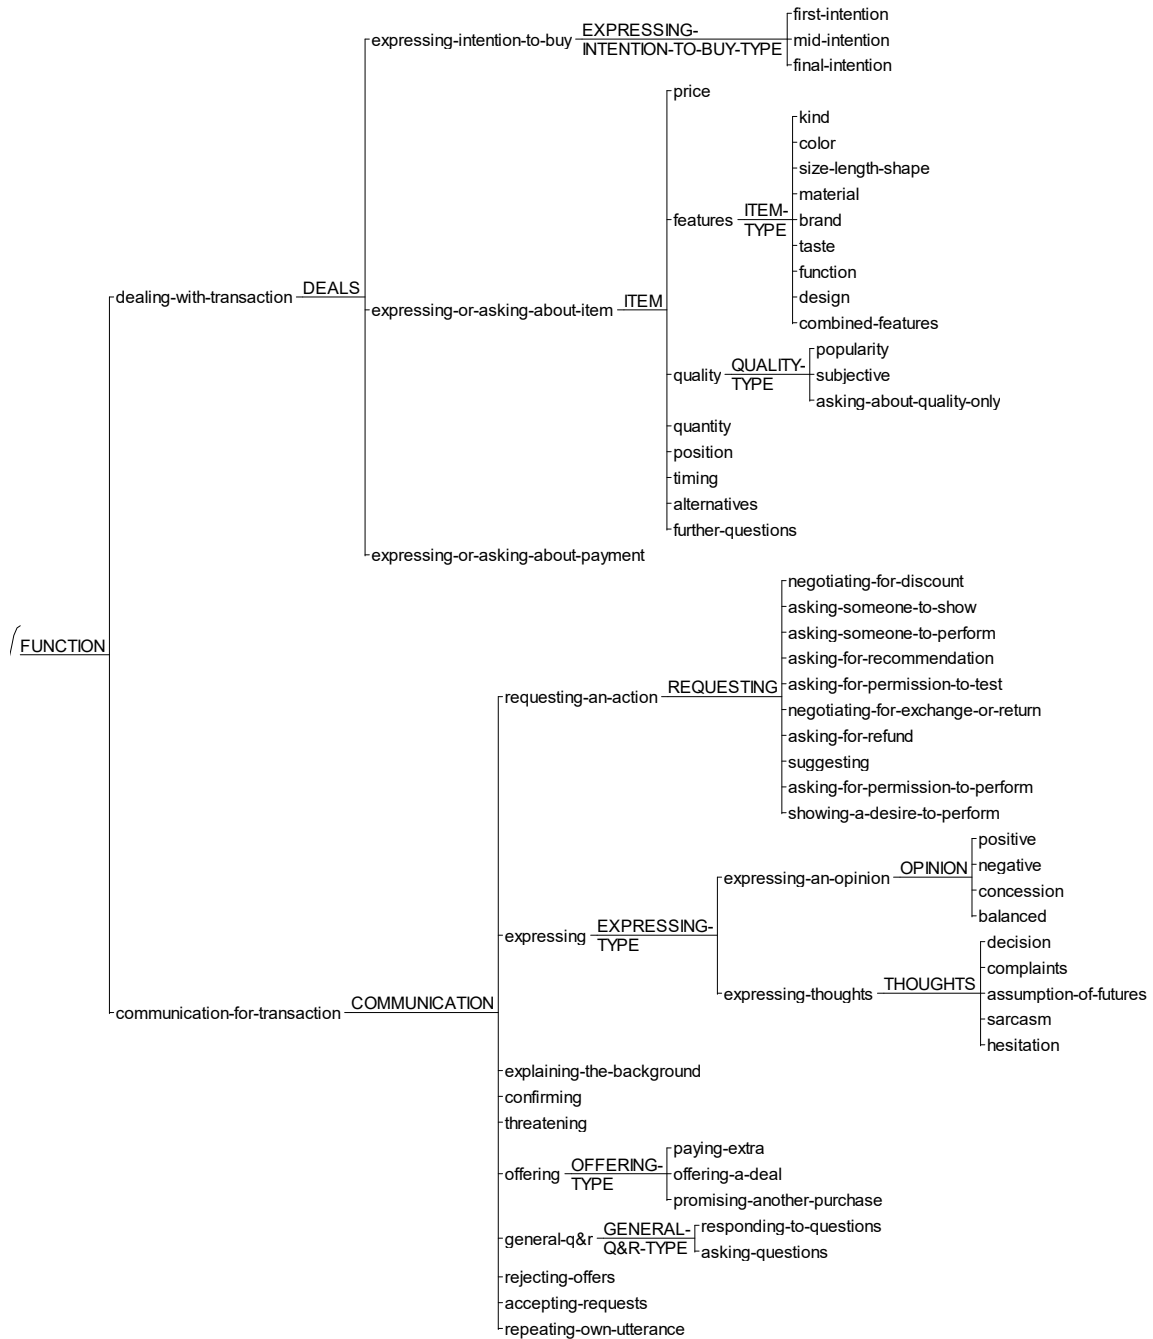 first-intention
expressing-intention-to-buy EXPRESSING-
INTENTION-TO-BUY-TYPE mid-intention
final-intention
price
kind
color
size-length-shape
material
features ITEM-
TYPE brand
taste
function
design
combined-features
dealing-with-transaction DEALS
expressing-or-asking-about-item ITEM
popularity
quality QUALITY-
TYPE subjective
asking-about-quality-only
quantity
position
timing
alternatives
further-questions
expressing-or-asking-about-payment
FUNCTION
negotiating-for-discount
asking-someone-to-show
asking-someone-to-perform
asking-for-recommendation
requesting-an-action REQUESTING asking-for-permission-to-test
negotiating-for-exchange-or-return
asking-for-refund
suggesting
asking-for-permission-to-perform
showing-a-desire-to-perform
positive
expressing-an-opinion OPINION negative
concession
balanced
expressing EXPRESSING-
TYPE
decision
complaints
expressing-thoughts THOUGHTS assumption-of-futures
sarcasm
hesitation
communication-for-transaction COMMUNICATION
explaining-the-background
confirming
threatening
paying-extra
offering OFFERING-
TYPE offering-a-deal
promising-another-purchase
general-q&r GENERAL-
Q&R-TYPE responding-to-questions
asking-questions
rejecting-offers
accepting-requests
repeating-own-utterance